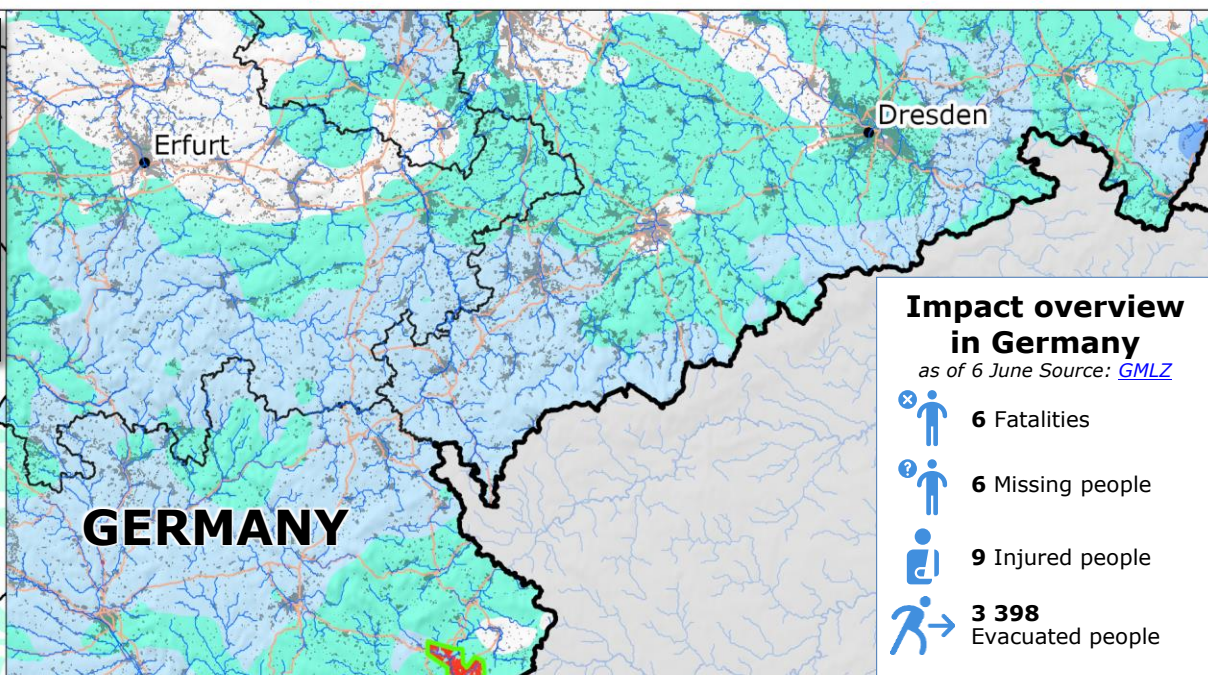 Erfurt
Dresden
GERMANY
Impact overview
in Germany
as of 6 June Source: GMLZ
6 Fatalities
6 Missing people
9 Injured people
3 398
Evacuated people